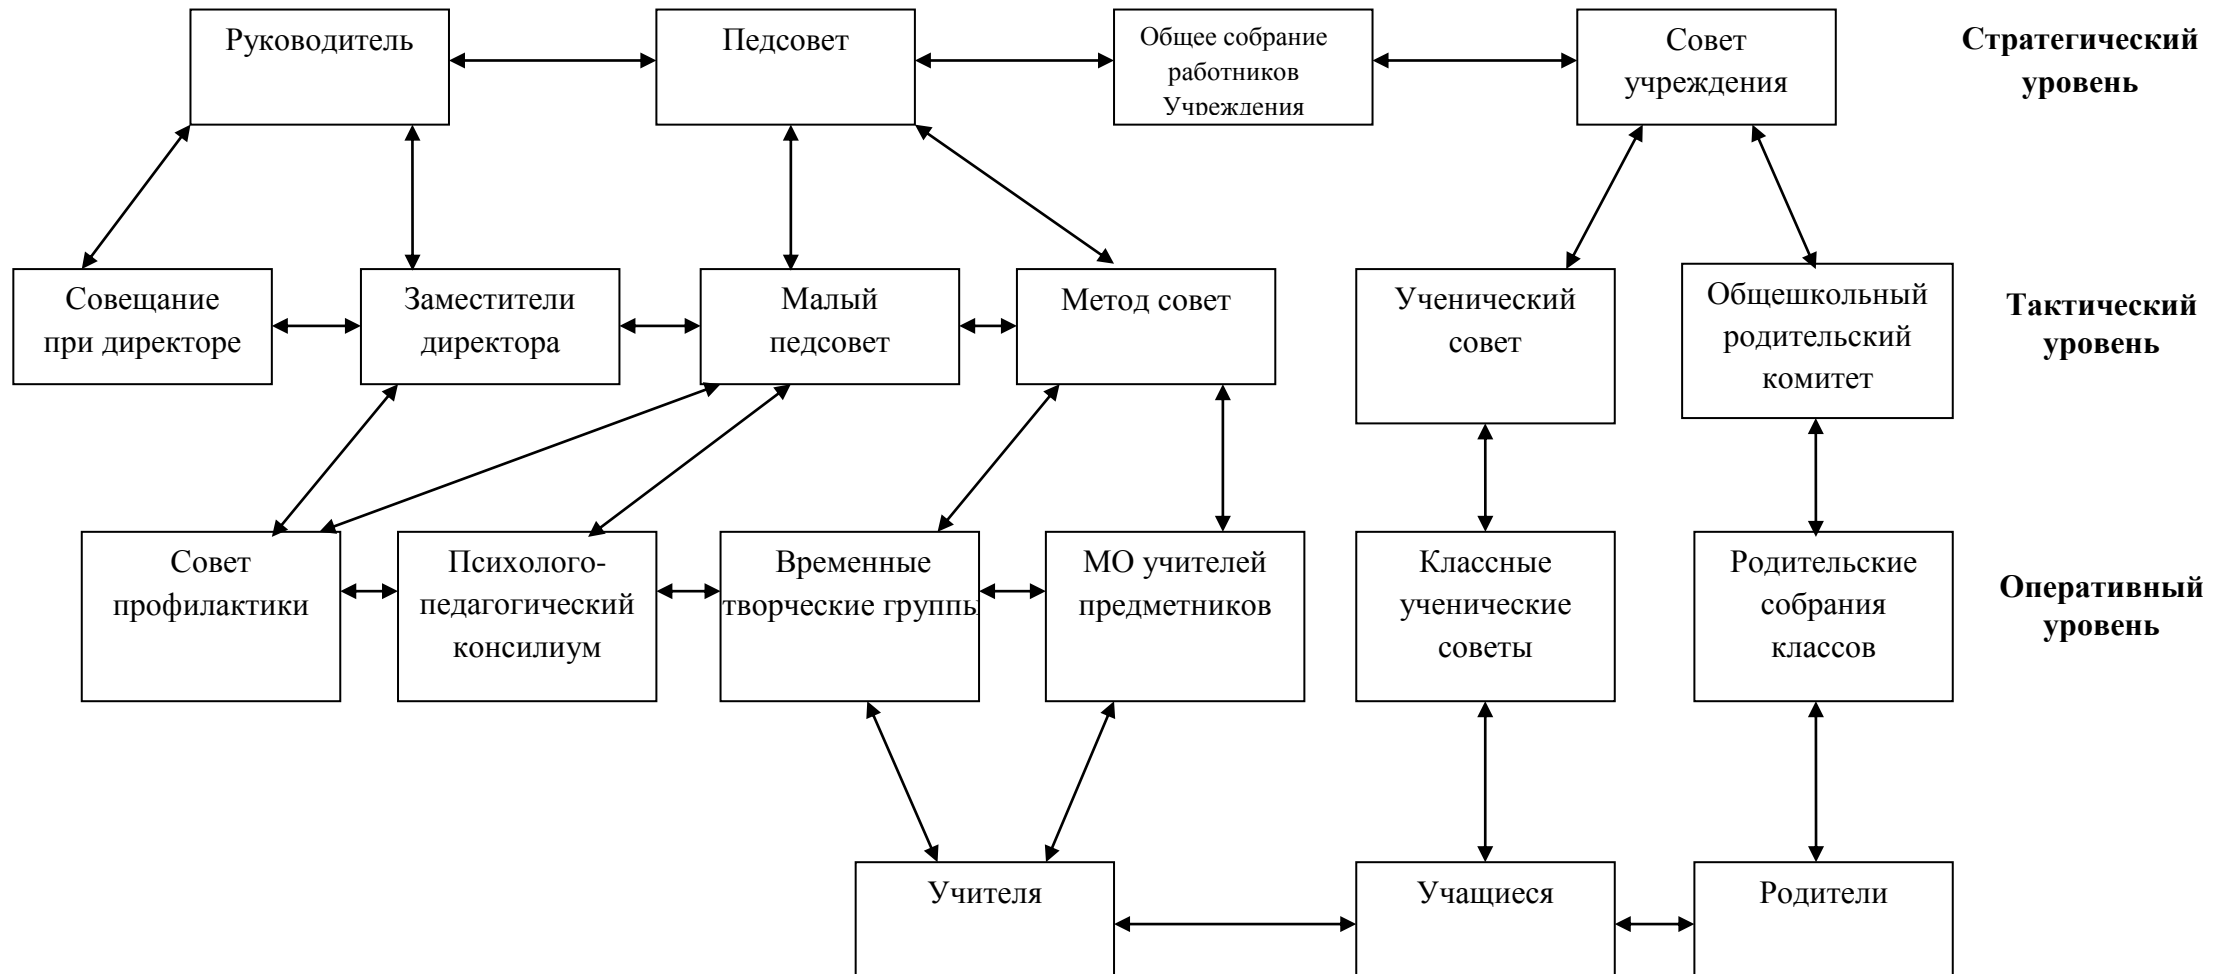 Руководитель
Педсовет
Общее собрание
работников
Учреждения
Совет
учреждения
Стратегический
уровень
Совещание
при директоре
Заместители
директора
Малый
педсовет
Метод совет
Ученический
совет
Общешкольный
родительский
комитет
Тактический
уровень
Совет
профилактики
Психолого-
педагогический
консилиум
Временные
творческие группы
МО учителей
предметников
Классные
ученические
советы
Родительские
собрания
классов
Оперативный
уровень
Учителя
Учащиеся
Родители